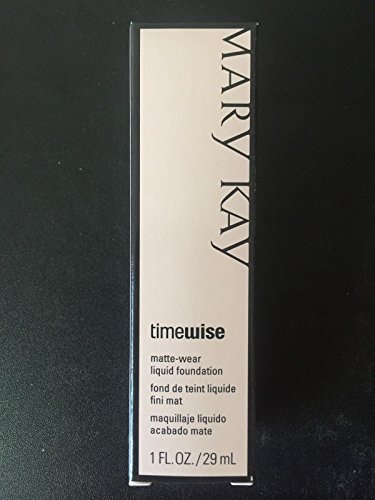 MARY KAY
timewise
matte-wear
liquid foundation
fond de teint liquide
fini mat
maquillaje líquido
acabado mate
1 FL.OZ./29 mL